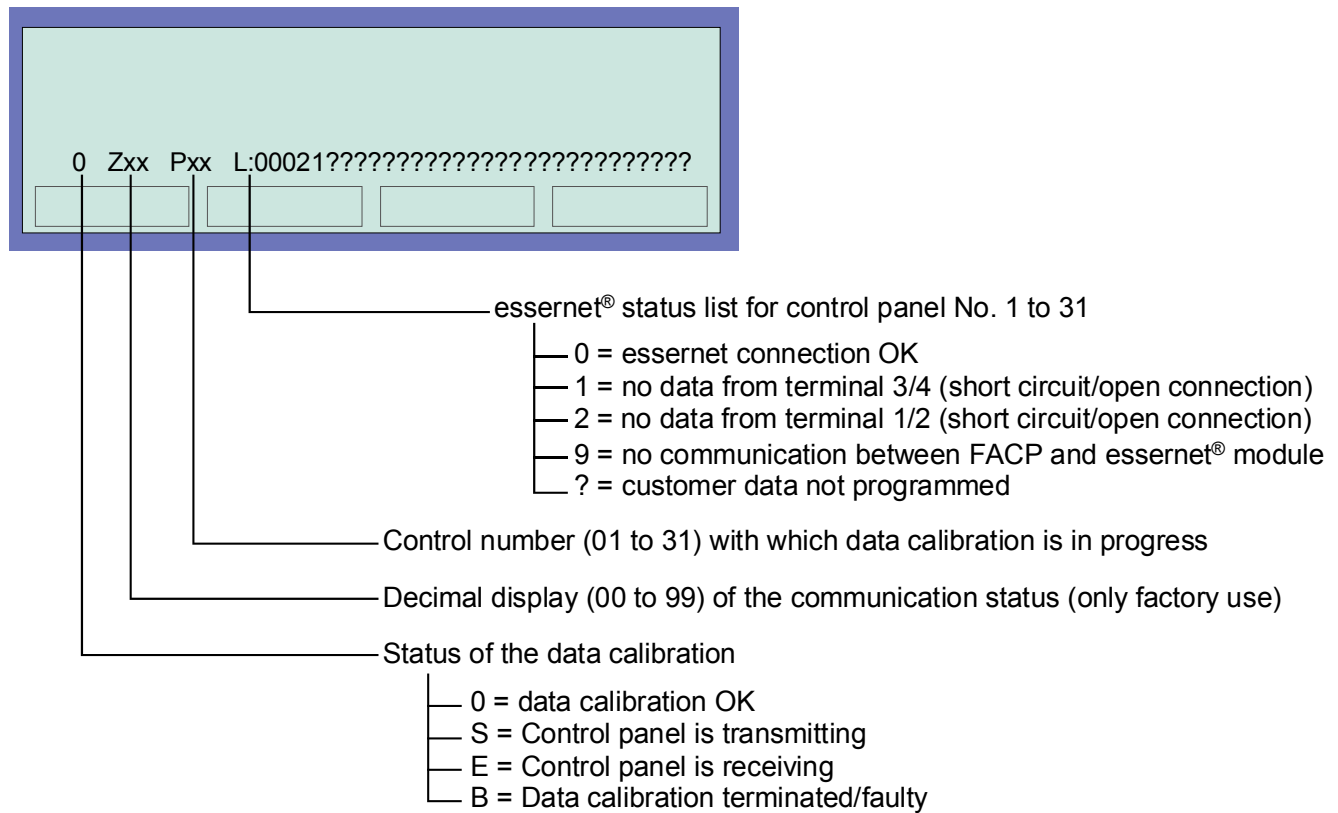 0 Zxx Pxx L:00021??????????????????????????
essernet® status list for control panel No. 1 to 31
0 = essernet connection OK
1 = no data from terminal 3/4 (short circuit/open connection)
2 = no data from terminal 1/2 (short circuit/open connection)
9 = no communication between FACP and essernet® module
? = customer data not programmed
Control number (01 to 31) with which data calibration is in progress
Decimal display (00 to 99) of the communication status (only factory use)
Status of the data calibration
0 = data calibration OK
S = Control panel is transmitting
E = Control panel is receiving
B = Data calibration terminated/faulty